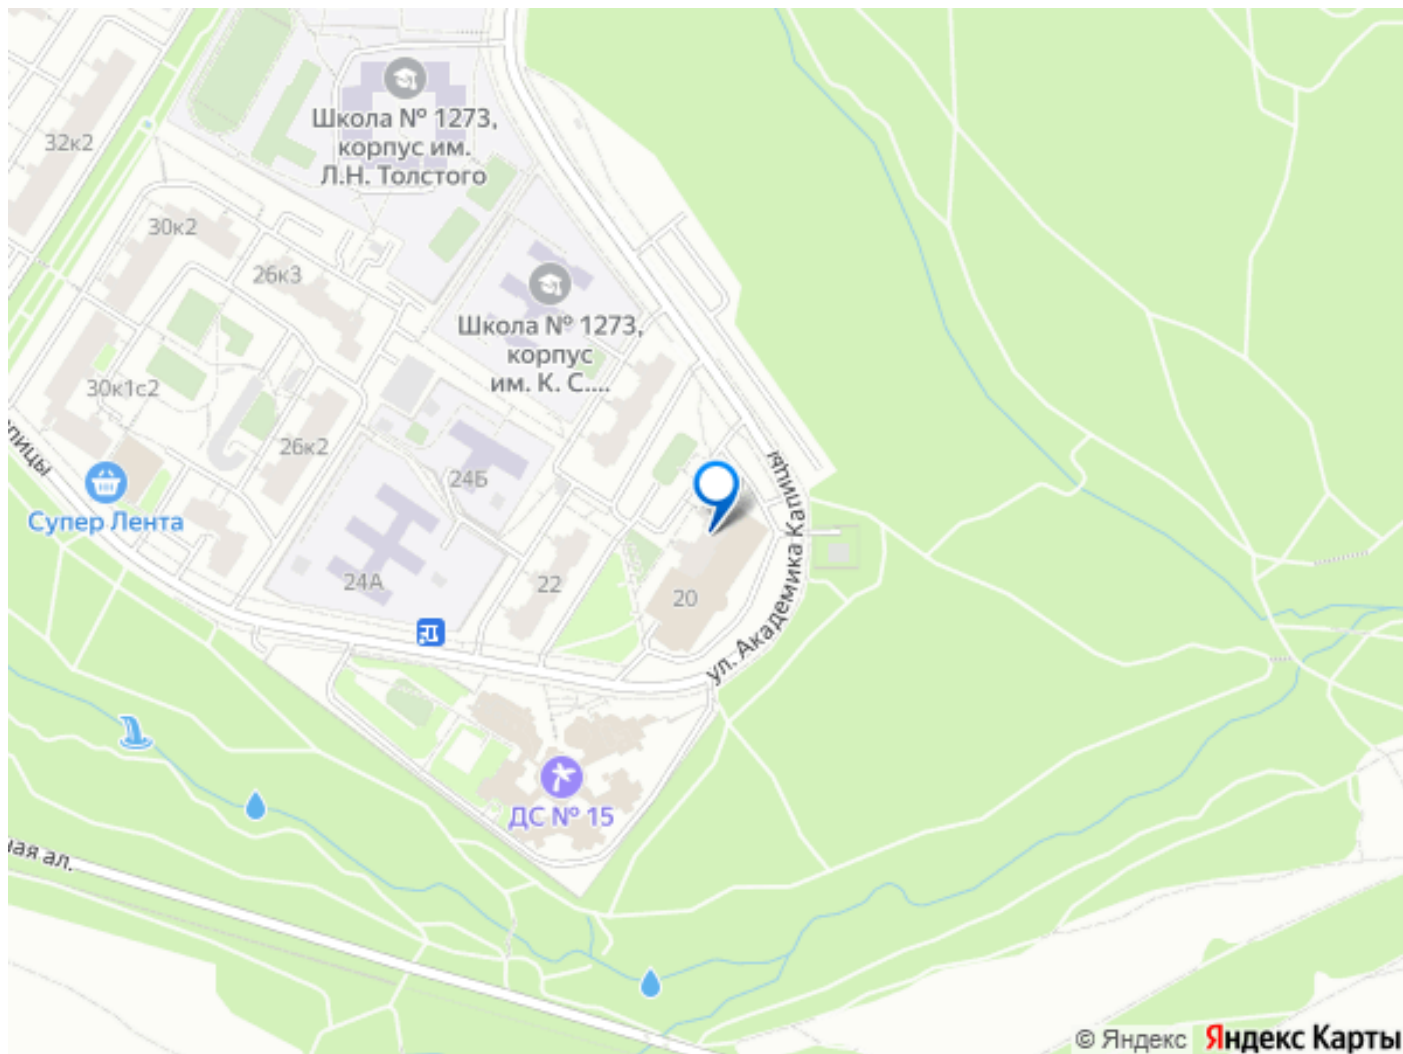 Школа № 1273,
корпус им.
Л.Н. Толстого
32к2
30к2
26к3
Школа № 1273,
корпус
им. К. С....
30к1с2
26к2
24Б
Супер Лента
24А
22
20
ул. Академика Капицы
ДС № 15
© Яндекс Яндекс Карты